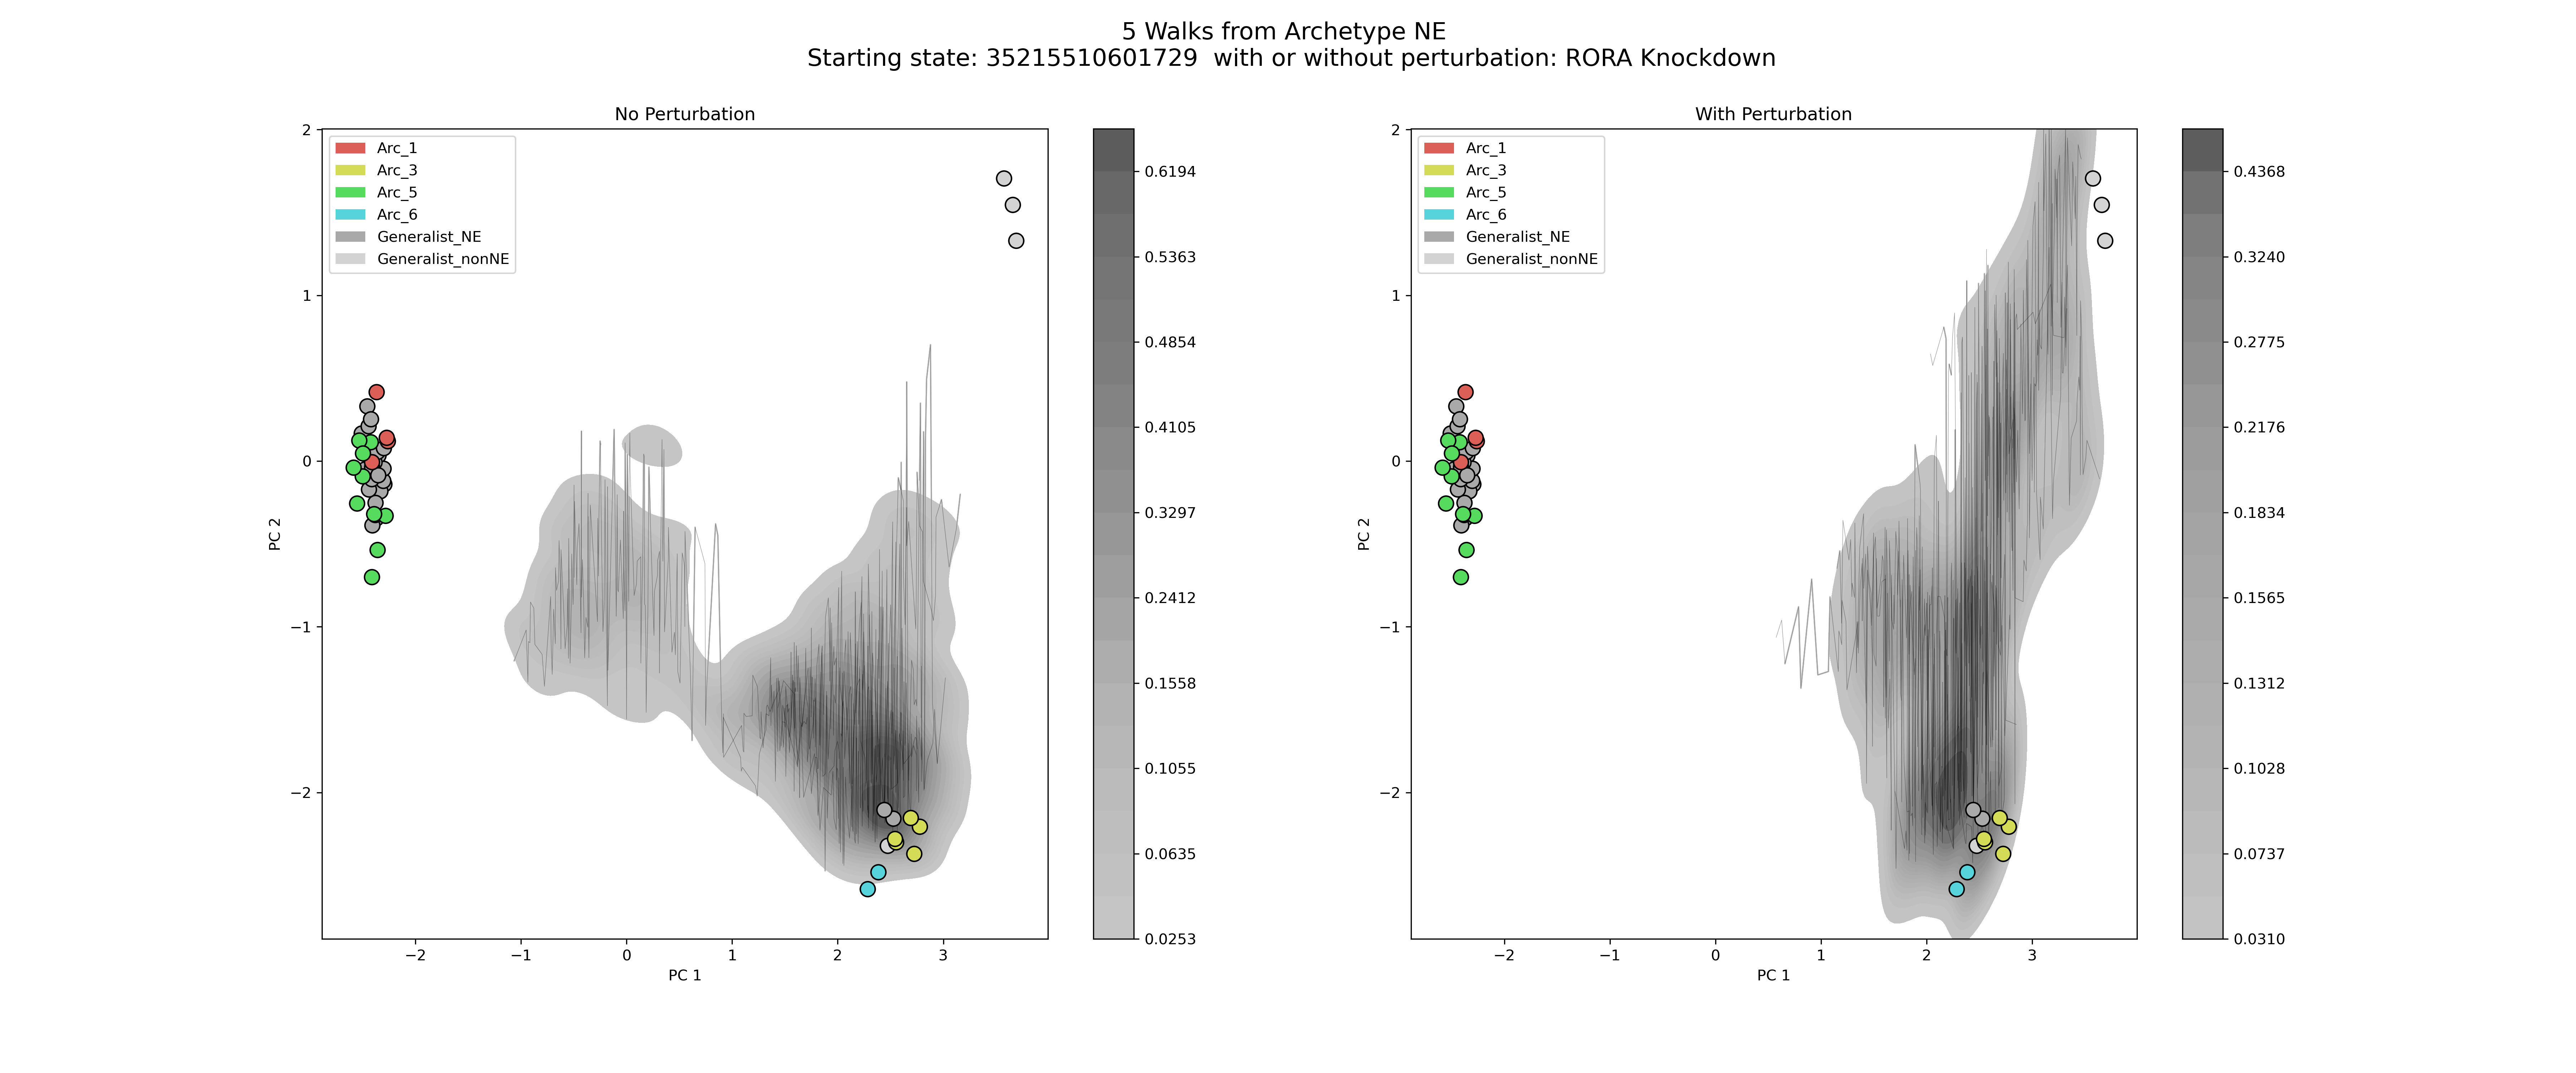 5 Walks from Archetype NE
Starting state: 35215510601729  with or without perturbation: RORA Knockdown
No Perturbation
Arc_1
Arc_3
Arc_5
Arc_6
Generalist_NE
Generalist_nonNE
2
1
0
−1
−2
PC 2
−2
−1
0
1
2
3
PC 1
0.6194
0.5363
0.4854
0.4105
0.3297
0.2412
0.1558
0.1055
0.0635
0.0253
With Perturbation
Arc_1
Arc_3
Arc_5
Arc_6
Generalist_NE
Generalist_nonNE
2
1
0
−1
−2
PC 2
−2
−1
0
1
2
3
PC 1
0.4368
0.3240
0.2775
0.2176
0.1834
0.1565
0.1312
0.1028
0.0737
0.0310